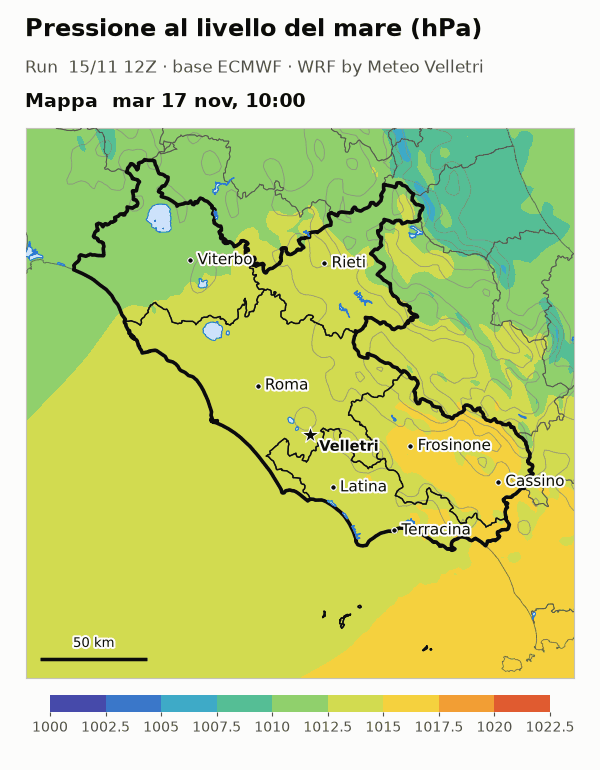 Pressione al livello del mare (hPa)
Run  15/11 12Z · base ECMWF · WRF by Meteo Velletri
Mappa  mar 17 nov, 10:00
Viterbo
Rieti
Roma
Velletri
Frosinone
Cassino
Latina
Terracina
50 km
1000 1002.5 1005 1007.5 1010 1012.5 1015 1017.5 1020 1022.5